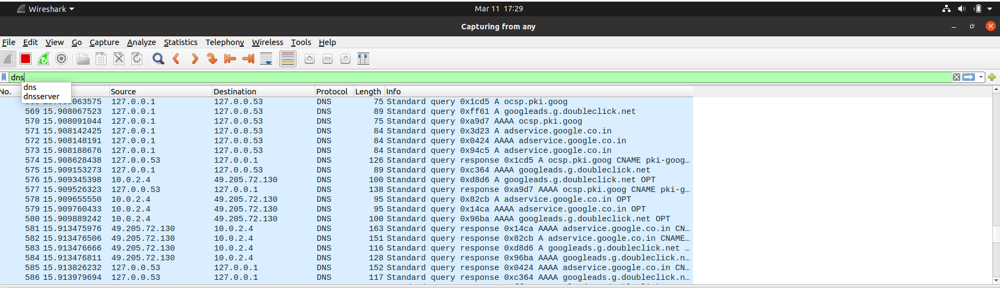 Wireshark
Mar 11 17:29
Capturing from any
File Edit View Go Capture Analyze Statistics Telephony Wireless Tools Help
dns
dns
dnsserver
No. Source Destination Protocol Length Info
063575 127.0.0.1 127.0.0.53 DNS 75 Standard query 0x1cd5 A ocsp.pki.goog
569 15.908067523 127.0.0.1 127.0.0.53 DNS 89 Standard query 0xff61 A googleads.g.doubleclick.net
570 15.908091044 127.0.0.1 127.0.0.53 DNS 75 Standard query 0xa9d7 AAAA ocsp.pki.goog
571 15.908142425 127.0.0.1 127.0.0.53 DNS 84 Standard query 0x3d23 A adservice.google.co.in
572 15.908148191 127.0.0.1 127.0.0.53 DNS 84 Standard query 0x0424 AAAA adservice.google.co.in
573 15.908188676 127.0.0.1 127.0.0.53 DNS 84 Standard query 0x94c5 A adservice.google.co.in
574 15.908628438 127.0.0.53 127.0.0.1 DNS 126 Standard query response 0x1cd5 A ocsp.pki.goog CNAME pki-goog…
575 15.909153273 127.0.0.1 127.0.0.53 DNS 89 Standard query 0xc364 AAAA googleads.g.doubleclick.net
576 15.909345398 10.0.2.4 49.205.72.130 DNS 100 Standard query 0xd8d6 A googleads.g.doubleclick.net OPT
577 15.909526323 127.0.0.53 127.0.0.1 DNS 138 Standard query response 0xa9d7 AAAA ocsp.pki.goog CNAME pki-g…
578 15.909655550 10.0.2.4 49.205.72.130 DNS 95 Standard query 0x82cb A adservice.google.co.in OPT
579 15.909760433 10.0.2.4 49.205.72.130 DNS 95 Standard query 0x14ca AAAA adservice.google.co.in OPT
580 15.909889242 10.0.2.4 49.205.72.130 DNS 100 Standard query 0x96ba AAAA googleads.g.doubleclick.net OPT
581 15.913475976 49.205.72.130 10.0.2.4 DNS 163 Standard query response 0x14ca AAAA adservice.google.co.in CN…
582 15.913476506 49.205.72.130 10.0.2.4 DNS 151 Standard query response 0x82cb A adservice.google.co.in CNAME…
583 15.913476666 49.205.72.130 10.0.2.4 DNS 116 Standard query response 0xd8d6 A googleads.g.doubleclick.net …
584 15.913476811 49.205.72.130 10.0.2.4 DNS 128 Standard query response 0x96ba AAAA googleads.g.doubleclick.n…
585 15.913826232 127.0.0.53 127.0.0.1 DNS 152 Standard query response 0x0424 AAAA adservice.google.co.in CN…
586 15.913979694 127.0.0.53 127.0.0.1 DNS 117 Standard query response 0xc364 AAAA googleads.g.doubleclick.n…